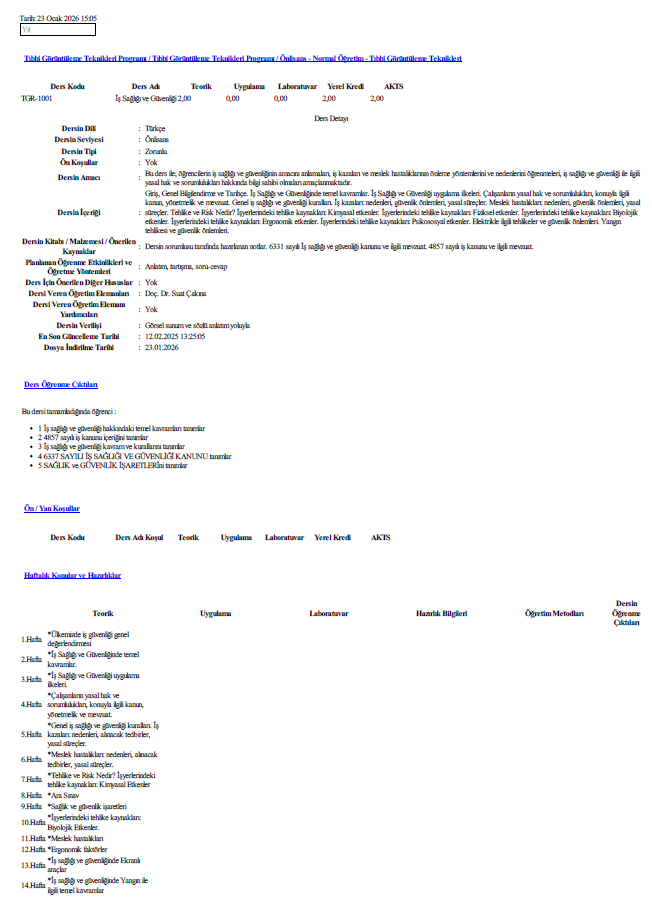 Tarih: 23 Ocak 2026 15:05
Yıl
Tıbbi Görüntüleme Teknikleri Programı / Tıbbi Görüntüleme Teknikleri Programı / Önlisans - Normal Öğretim - Tıbbi Görüntüleme Teknikleri
Ders Kodu Ders Adı Teorik Uygulama Laboratuvar Yerel Kredi AKTS
TGR-1001 İş Sağlığı ve Güvenliği 2,00 0,00 0,00 2,00 2,00
Ders Detayı
Dersin Dili : Türkçe
Dersin Seviyesi : Önlisans
Dersin Tipi : Zorunlu
Ön Koşullar : Yok
Dersin Amacı : Bu ders ile; öğrencilerin iş sağlığı ve güvenliğinin amacını anlamaları, iş kazaları ve meslek hastalıklarının önleme yöntemlerini ve nedenlerini öğrenmeleri, iş sağlığı ve güvenliği ile ilgili
yasal hak ve sorumlulukları hakkında bilgi sahibi olmaları amaçlanmaktadır.
Dersin İçeriği : Giriş, Genel Bilgilendirme ve Tarihçe. İş Sağlığı ve Güvenliğinde temel kavramlar. İş Sağlığı ve Güvenliği uygulama ilkeleri. Çalışanların yasal hak ve sorumlulukları, konuyla ilgili
kanun, yönetmelik ve mevzuat. Genel iş sağlığı ve güvenliği kuralları. İş kazaları: nedenleri, güvenlik önlemleri, yasal süreçler. Meslek hastalıkları: nedenleri, güvenlik önlemleri, yasal
süreçler. Tehlike ve Risk Nedir? İşyerlerindeki tehlike kaynakları: Kimyasal etkenler. İşyerlerindeki tehlike kaynakları: Fiziksel etkenler. İşyerlerindeki tehlike kaynakları: Biyolojik
etkenler. İşyerlerindeki tehlike kaynakları: Ergonomik etkenler. İşyerlerindeki tehlike kaynakları: Psikososyal etkenler. Elektrikle ilgili tehlikeler ve güvenlik önlemleri. Yangın
tehlikesi ve güvenlik önlemleri.
Dersin Kitabı / Malzemesi / Önerilen
Kaynaklar : Dersin sorumlusu tarafında hazırlanan notlar. 6331 sayılı İş sağlığı ve güvenliği kanunu ve ilgili mevzuat. 4857 sayılı iş kanunu ve ilgili mevzuat.
Planlanan Öğrenme Etkinlikleri ve
Öğretme Yöntemleri : Anlatım, tartışma, soru-cevap
Ders İçin Önerilen Diğer Hususlar : Yok
Dersi Veren Öğretim Elemanları : Doç. Dr. Suat Çakına
Dersi Veren Öğretim Elemanı
Yardımcıları : Yok
Dersin Verilişi : Görsel sunum ve sözlü anlatım yoluyla
En Son Güncelleme Tarihi : 12.02.2025 13:25:05
Dosya İndirilme Tarihi : 23.01.2026
Ders Öğrenme Çıktıları
Bu dersi tamamladığında öğrenci :
• 1 İş sağlığı ve güvenliği hakkındaki temel kavramları tanımlar
• 2 4857 sayılı iş kanunu içeriğini tanımlar
• 3 İş sağlığı ve güvenliği kavram ve kurallarını tanımlar
• 4 6337 SAYILI İŞ SAĞLIĞI VE GÜVENLİĞİ KANUNU tanımlar
• 5 SAĞLIK ve GÜVENLİK İŞARETLERİni tanımlar
Ön / Yan Koşullar
Ders Kodu Ders Adı Koşul Teorik Uygulama Laboratuvar Yerel Kredi AKTS
Haftalık Konular ve Hazırlıklar
Teorik Uygulama Laboratuvar Hazırlık Bilgileri Öğretim Metodları Dersin
Öğrenme
Çıktıları
1.Hafta *Ülkemizde iş güvenliği genel
değerlendirmesi
2.Hafta *İş Sağlığı ve Güvenliğinde temel
kavramlar.
3.Hafta *İş Sağlığı ve Güvenliği uygulama
ilkeleri.
4.Hafta *Çalışanların yasal hak ve
sorumlulukları, konuyla ilgili kanun,
yönetmelik ve mevzuat.
5.Hafta *Genel iş sağlığı ve güvenliği kuralları. İş
kazaları: nedenleri, alınacak tedbirler,
yasal süreçler.
6.Hafta *Meslek hastalıkları: nedenleri, alınacak
tedbirler, yasal süreçler.
7.Hafta *Tehlike ve Risk Nedir? İşyerlerindeki
tehlike kaynakları: Kimyasal Etkenler
8.Hafta *Ara Sınav
9.Hafta *Sağlık ve güvenlik işaretleri
10.Hafta *İşyerlerindeki tehlike kaynakları:
Biyolojik Etkenler.
11.Hafta *Meslek hastalıkları
12.Hafta *Ergonomik faktörler
13.Hafta *İş sağlığı ve güvenliğinde Ekranlı
araçlar
14.Hafta *İş sağlığı ve güvenliğinde Yangın ile
ilgili temel kavramlar